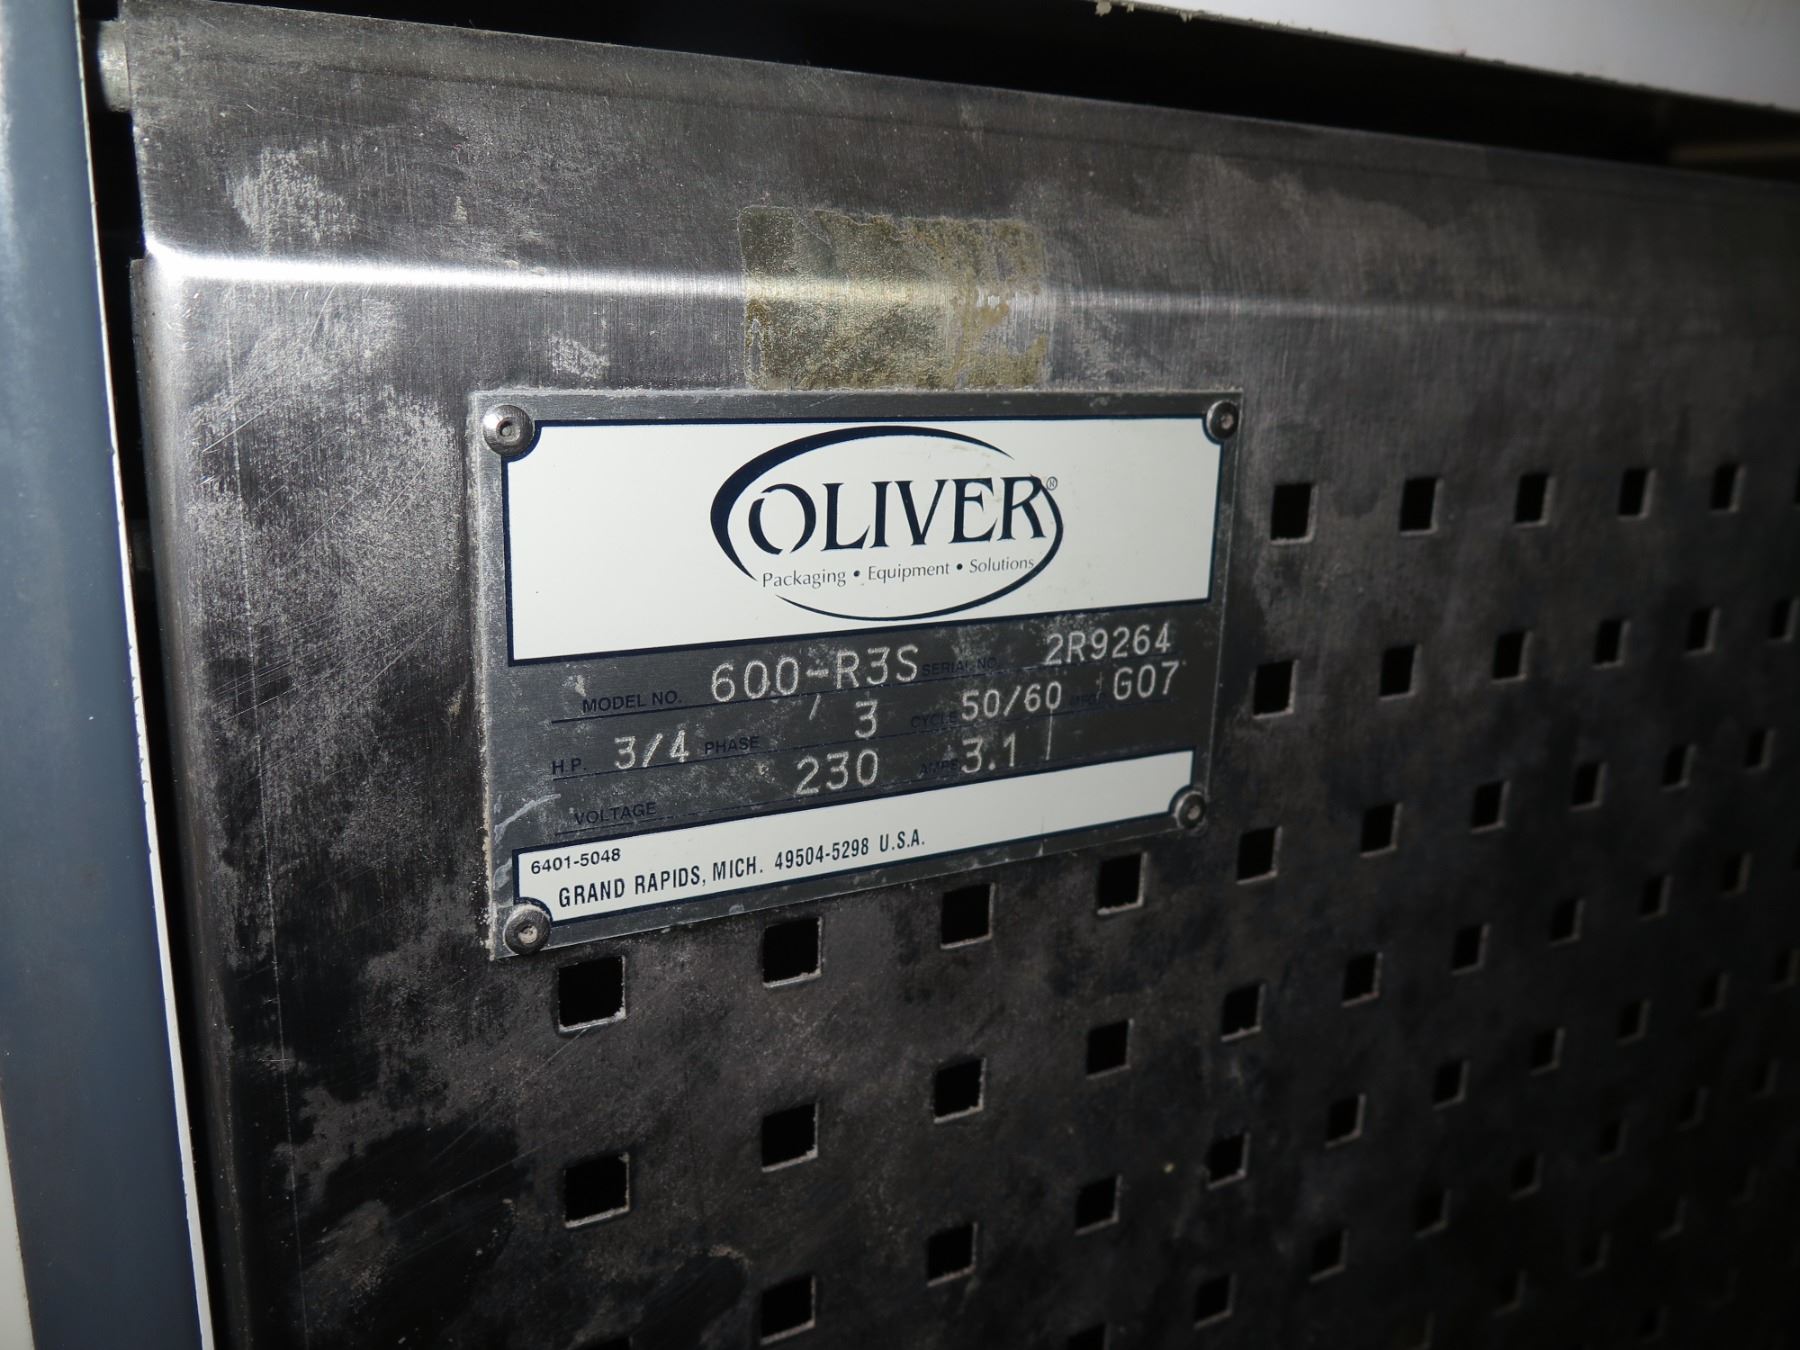 OLIVER®
Packaging • Equipment • Solutions
MODEL NO. 600-R3S SERIAL NO. 2R9264
H.P. 3/4 PHASE 3 CYCLE 50/60 G07
VOLTAGE 230 AMPS 3.1
6401-5048
GRAND RAPIDS, MICH. 49504-5298 U.S.A.